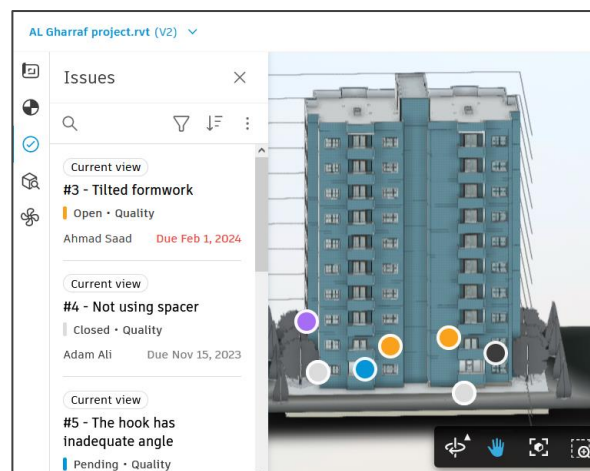 AL Gharraf project.rvt (V2)
Issues
Current view
#3 - Tilted formwork
Open • Quality
Ahmad Saad Due Feb 1, 2024
Current view
#4 - Not using spacer
Closed • Quality
Adam Ali Due Nov 15, 2023
Current view
#5 - The hook has
inadequate angle
Pending • Quality